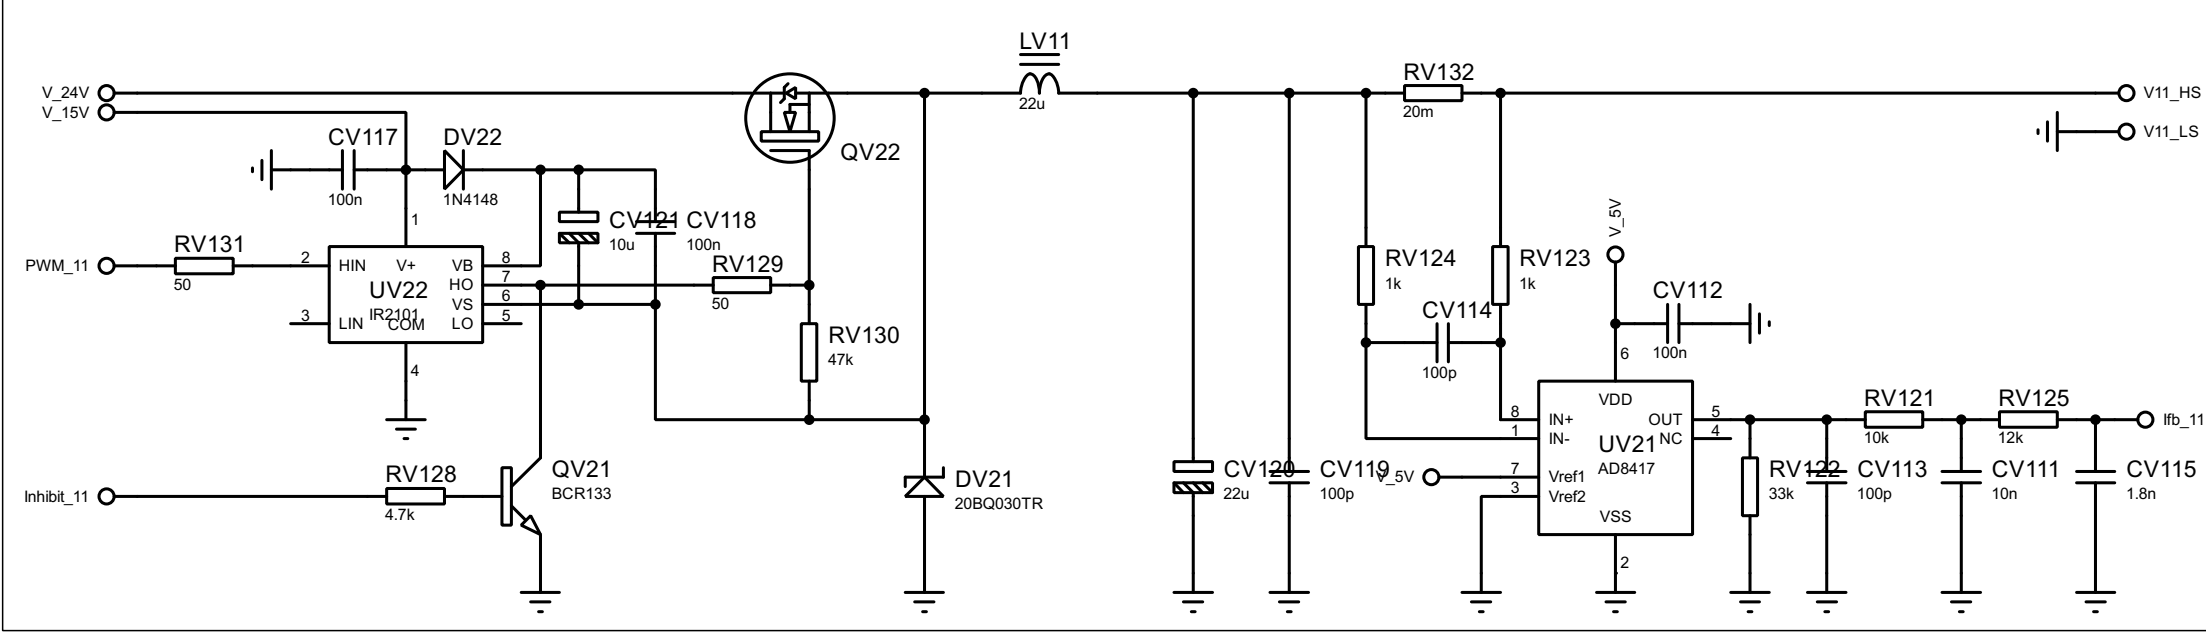 LV11
22u
V_24V
V_15V
RV132
20m
V11_HS
V11_LS
CV117
100n
DV22
1N4148
QV22
1
CV121
10u
CV118
100n
V_5V
PWM_11
RV131
50
2
HIN
V+
VB
8
HO
7
UV22
IR2101
VS
6
3
LIN
COM
LO
5
4
RV129
50
RV130
47k
RV124
1k
RV123
1k
CV114
100p
CV112
100n
6
Inhibit_11
RV128
4.7k
QV21
BCR133
DV21
20BQ030TR
CV120
22u
CV119
100p
V_5V
VDD
8
IN+
OUT
5
1
IN-
NC
4
UV21
AD8417
7
Vref1
3
Vref2
VSS
2
RV122
33k
CV113
100p
RV121
10k
CV111
10n
RV125
12k
CV115
1.8n
Ifb_11